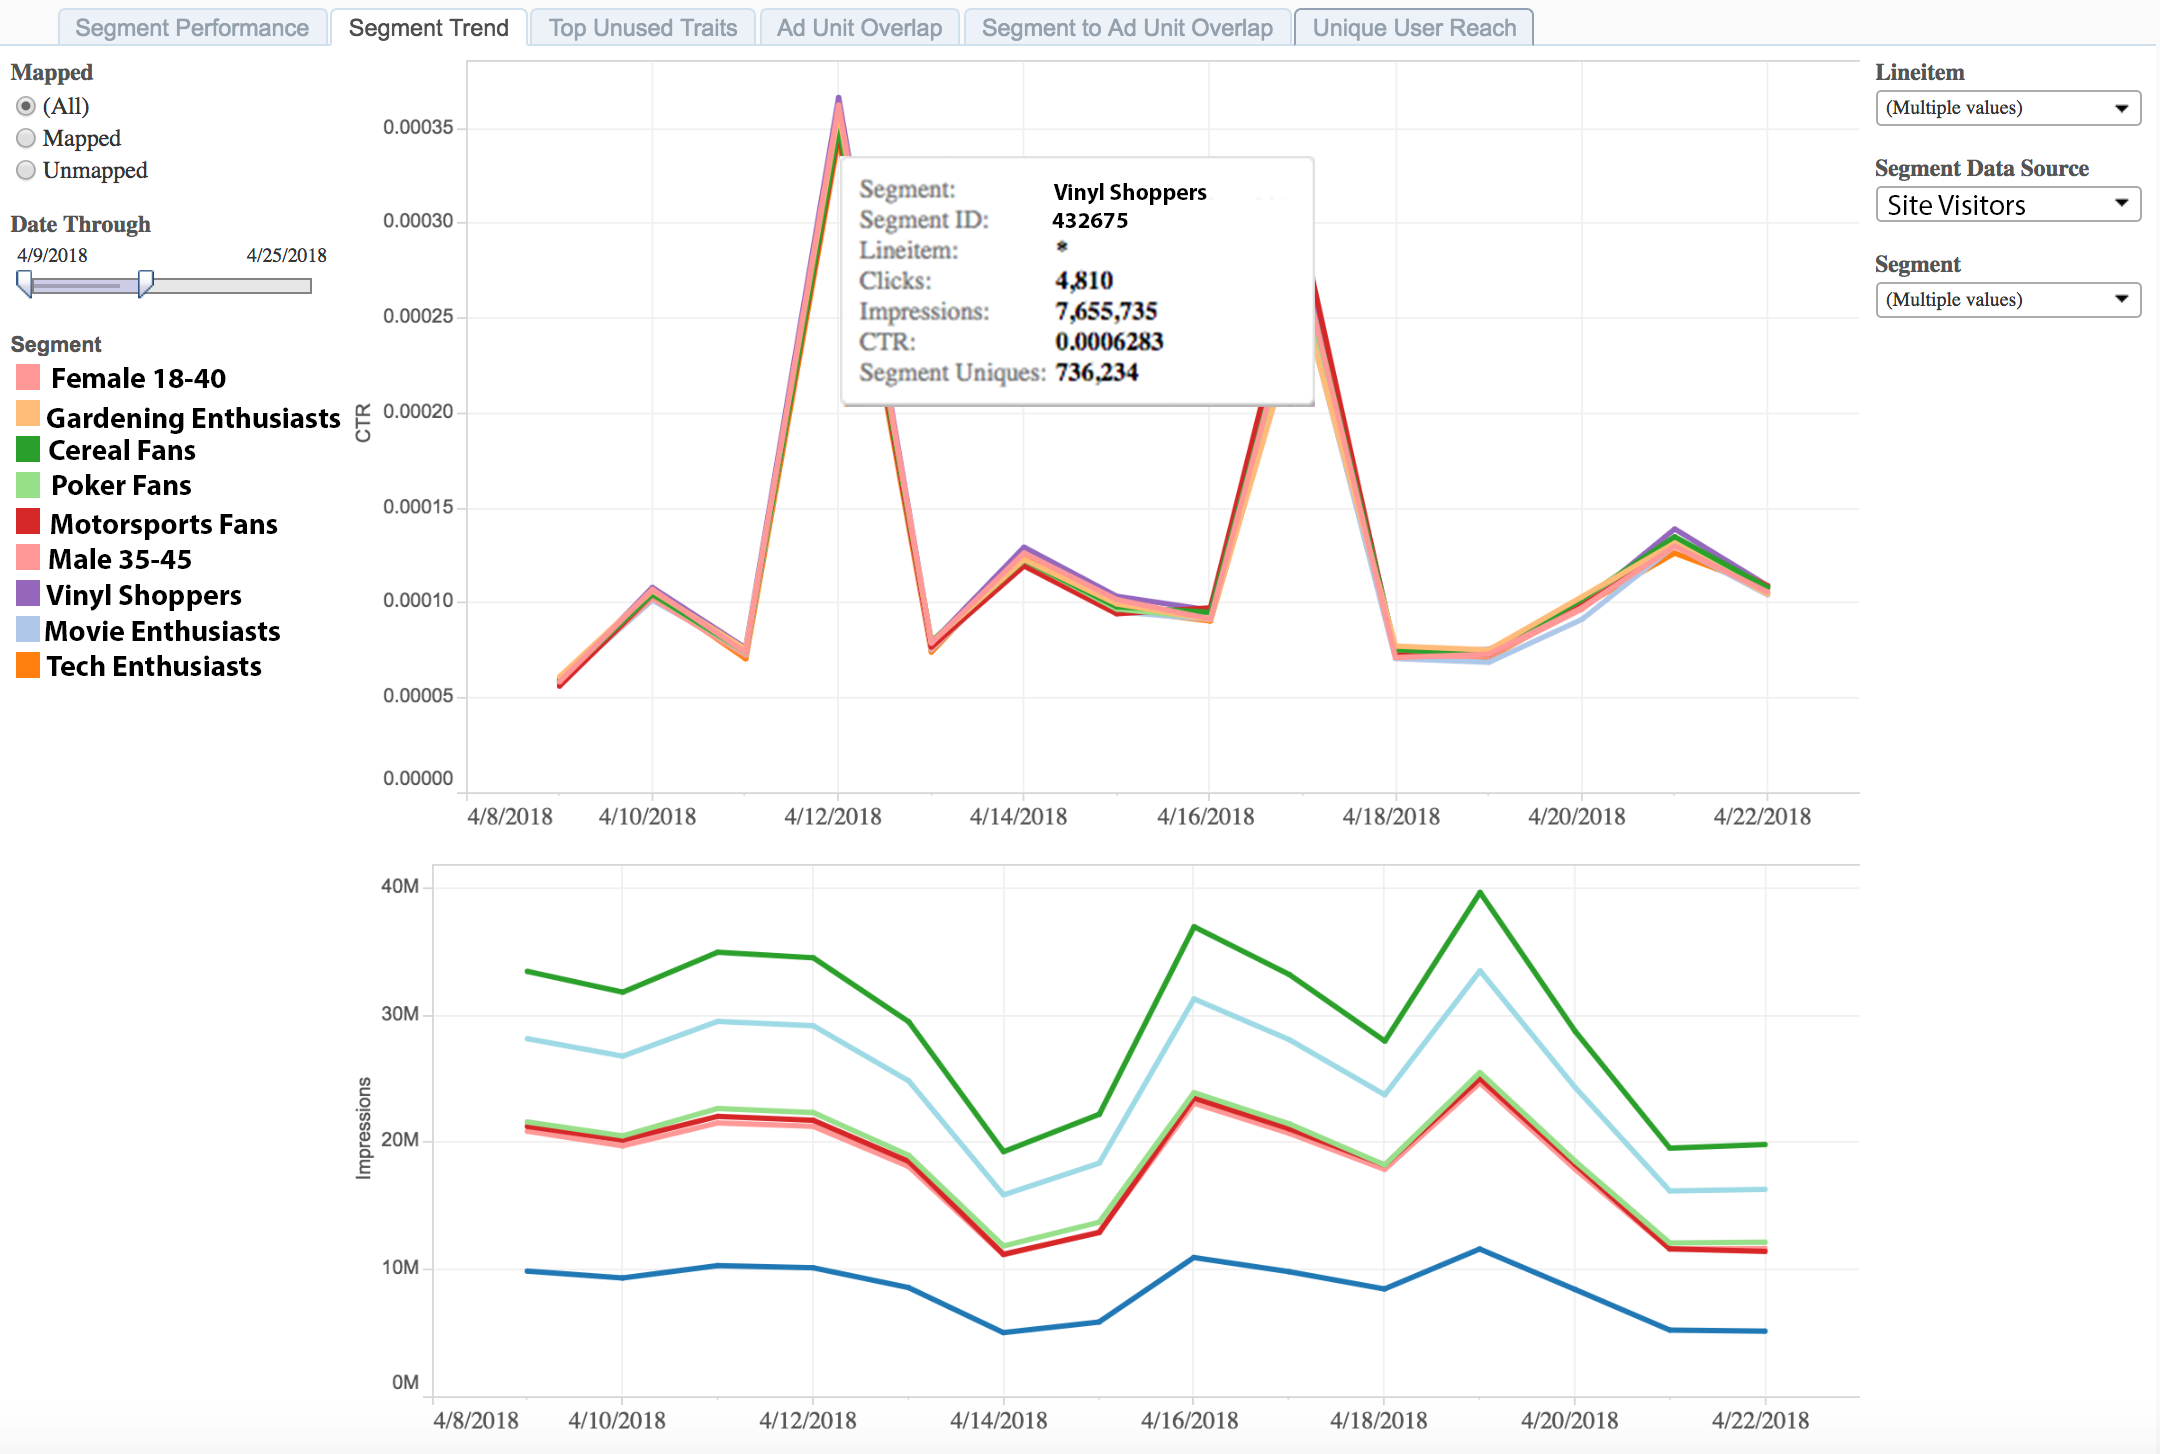 Segment Performance
Segment Trend
Top Unused Traits
Ad Unit Overlap
Segment to Ad Unit Overlap
Unique User Reach
Mapped
(All)
Mapped
Unmapped
Date Through
4/9/2018
4/25/2018
Segment
Female 18-40
Gardening Enthusiasts
Cereal Fans
Poker Fans
Motorsports Fans
Male 35-45
Vinyl Shoppers
Movie Enthusiasts
Tech Enthusiasts
CTR
0.00035
0.00030
0.00025
0.00020
0.00015
0.00010
0.00005
0.00000
Segment: Vinyl Shoppers
Segment ID: 432675
Lineitem: *
Clicks: 4,810
Impressions: 7,655,735
CTR: 0.0006283
Segment Uniques: 736,234
4/8/2018 4/10/2018 4/12/2018 4/14/2018 4/16/2018 4/18/2018 4/20/2018 4/22/2018
Impressions
40M
30M
20M
10M
0M
4/8/2018 4/10/2018 4/12/2018 4/14/2018 4/16/2018 4/18/2018 4/20/2018 4/22/2018
Lineitem
(Multiple values)
Segment Data Source
Site Visitors
Segment
(Multiple values)